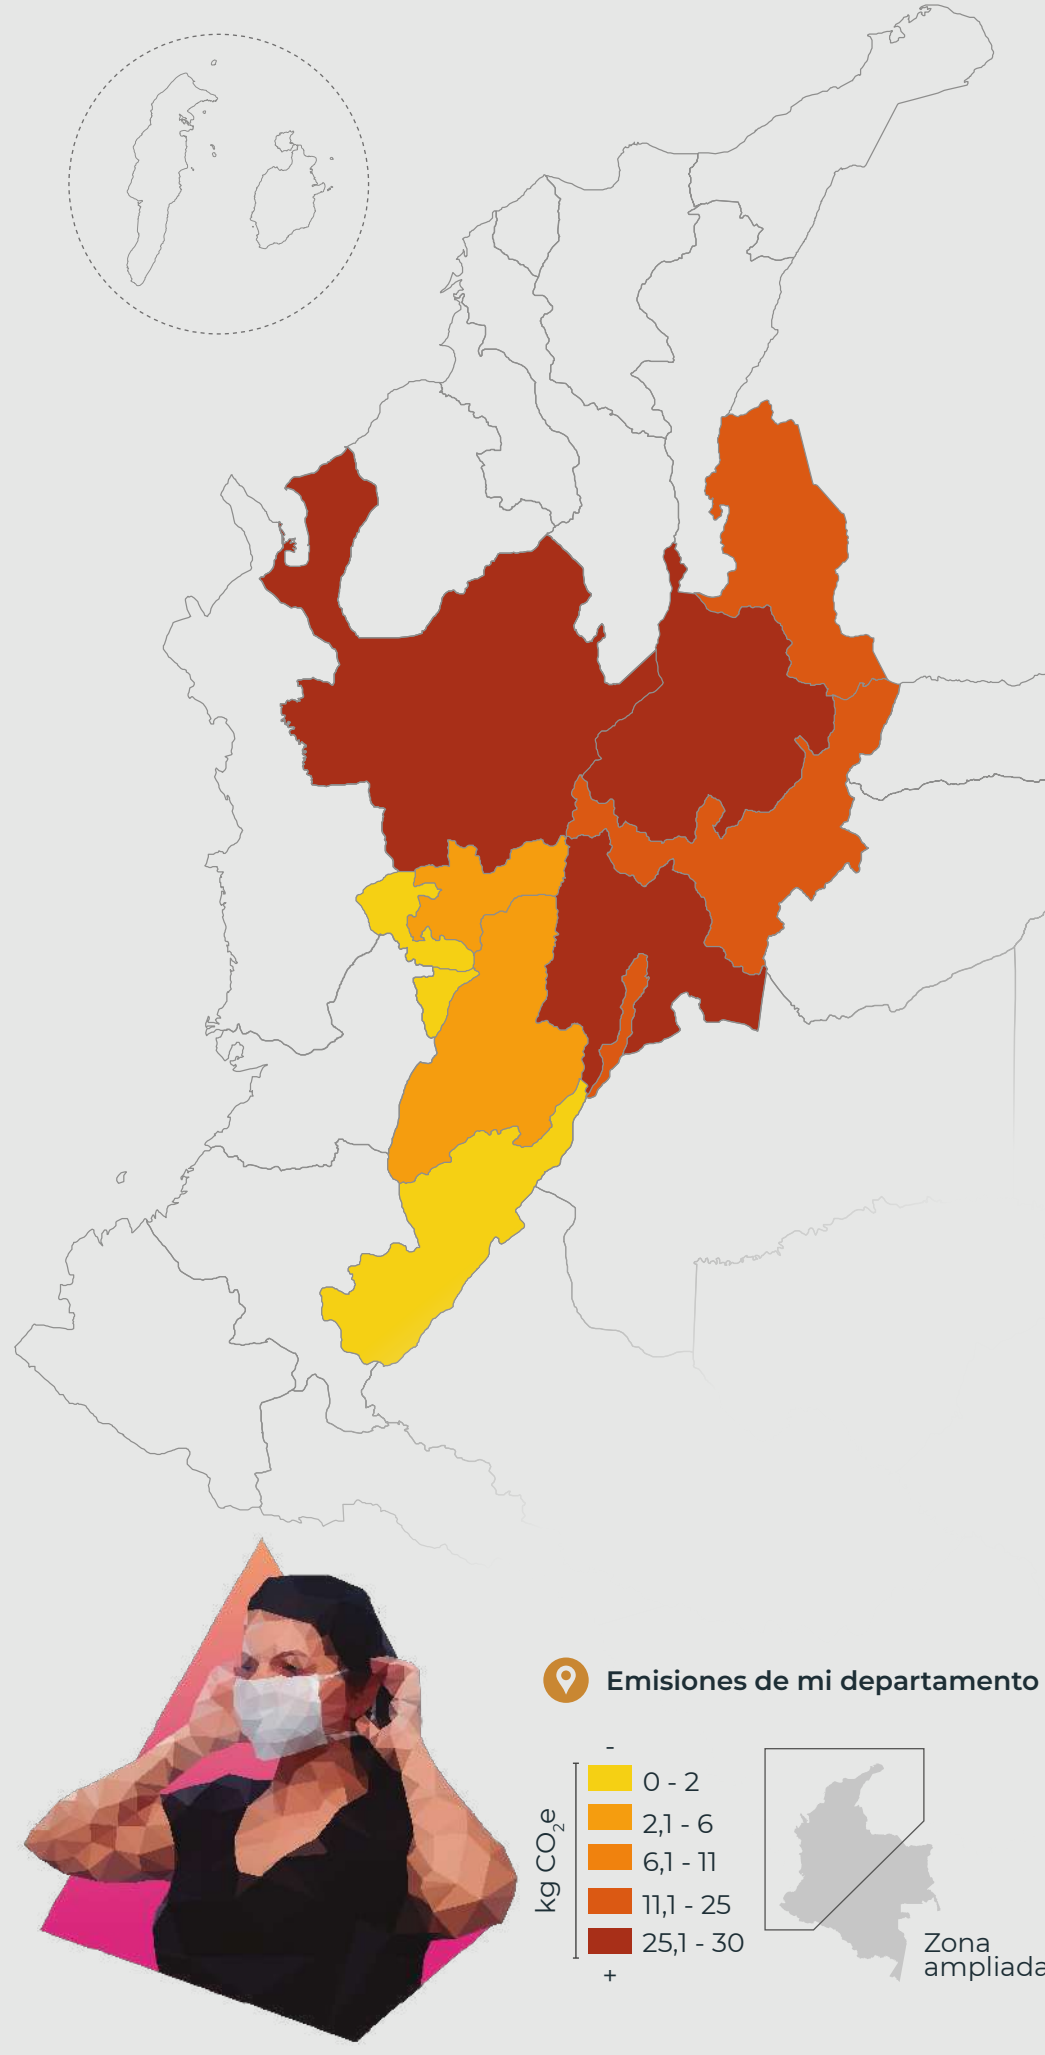 Emisiones de mi departamento
-
kg CO₂e
0 - 2
2,1 - 6
6,1 - 11
11,1 - 25
25,1 - 30
+
Zona
ampliada